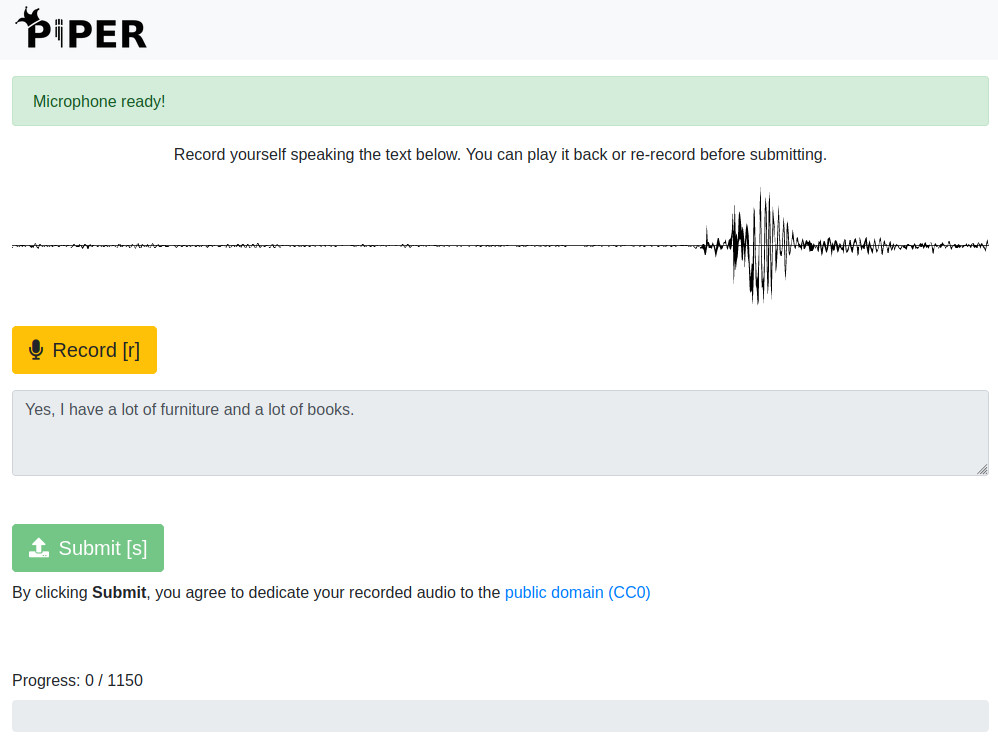 PiPER
Microphone ready!
Record yourself speaking the text below. You can play it back or re-record before submitting.
Record [r]
Yes, I have a lot of furniture and a lot of books.
Submit [s]
By clicking Submit, you agree to dedicate your recorded audio to the public domain (CC0)
Progress: 0 / 1150